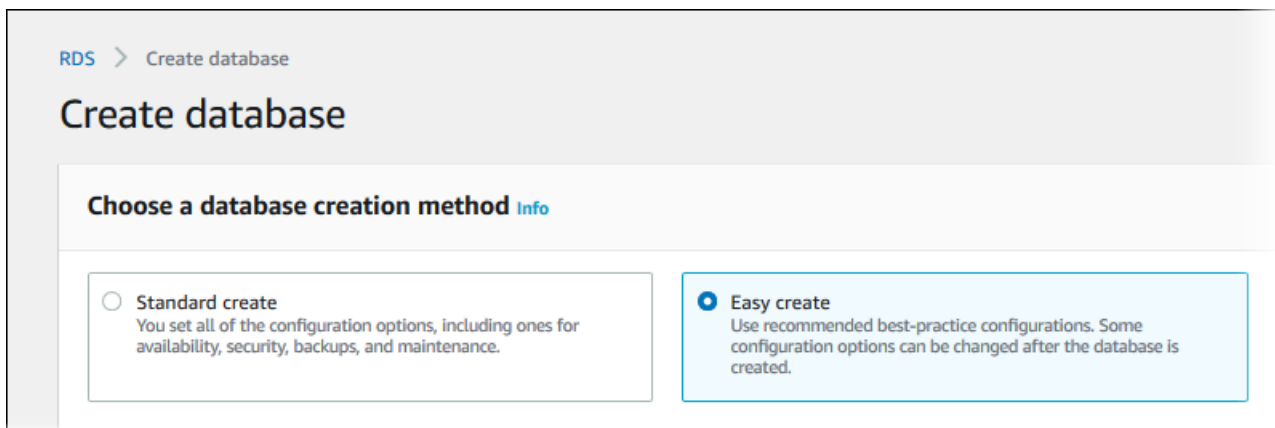 RDS > Create database
Create database
Choose a database creation method Info
Standard create
You set all of the configuration options, including ones for
availability, security, backups, and maintenance.
Easy create
Use recommended best-practice configurations. Some
configuration options can be changed after the database is
created.